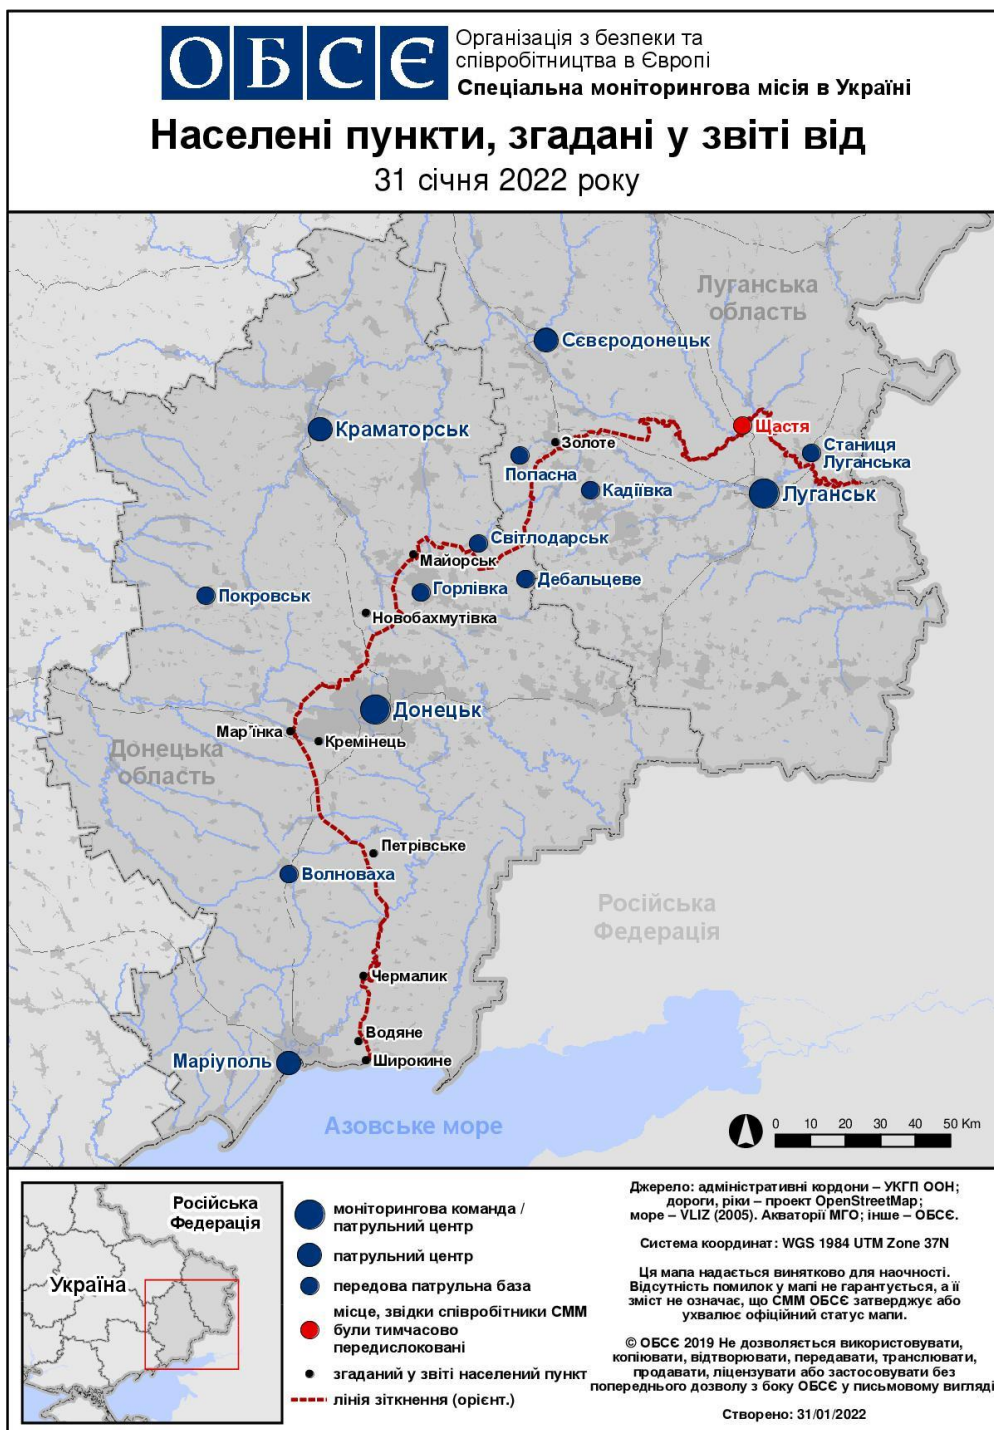 ОБСЄ
Організація з безпеки та
співробітництва в Європі
Спеціальна моніторингова місія в Україні
Населені пункти, згадані у звіті від
31 січня 2022 року
Луганська
область
Сєвєродонецьк
Краматорськ
Щастя
Золоте
Станиця
Луганська
Попасна
Кадіївка
Луганськ
Світлодарськ
Майорськ
Дебальцеве
Горлівка
Покровськ
Новобахмутівка
Донецьк
Мар'їнка
Кремінець
Донецька
область
Петрівське
Волноваха
Російська
Федерація
Чермалик
Водяне
Широкине
Маріуполь
Азовське море
0 10 20 30 40 50 Km
Російська
Федерація
Україна
моніторингова команда /
патрульний центр
патрульний центр
передова патрульна база
місце, звідки співробітники СММ
були тимчасово
передислоковані
згаданий у звіті населений пункт
лінія зіткнення (орієнт.)
Джерело: адміністративні кордони – УКГП ООН;
дороги, ріки – проект OpenStreetMap;
море – VLIZ (2005). Акваторії МГО; інше – ОБСЄ.
Система координат: WGS 1984 UTM Zone 37N
Ця мапа надається винятково для наочності.
Відсутність помилок у мапі не гарантується, а її
зміст не означає, що СММ ОБСЄ затверджує або
ухвалює офіційний статус мапи.
© ОБСЄ 2019 Не дозволяється використовувати,
копіювати, відтворювати, передавати, транслювати,
продавати, ліцензувати або застосовувати без
попереднього дозволу з боку ОБСЄ у письмовому вигляді
Створено: 31/01/2022